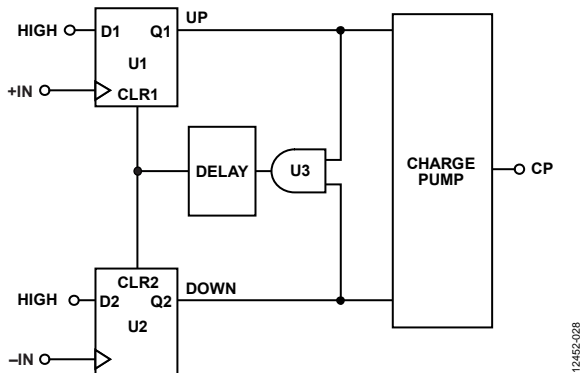 UP
HIGH D1 Q1
U1
+IN
CLR1
DELAY
U3
CHARGE
PUMP
CP
CLR2
DOWN
HIGH D2 Q2
U2
–IN
12452-028